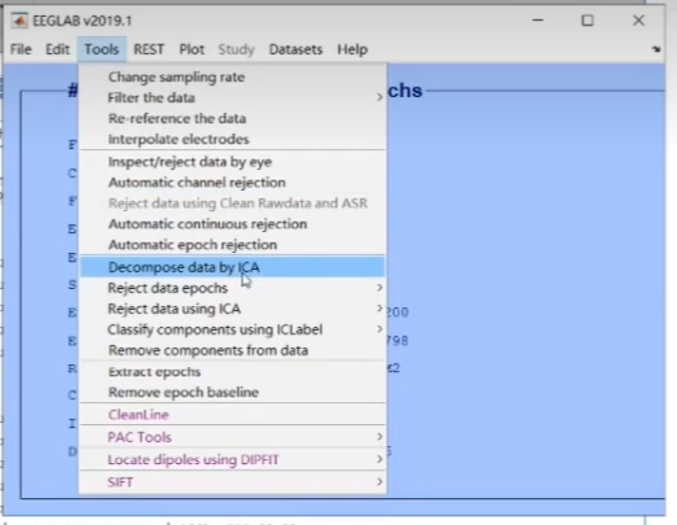 EEGLAB v2019.1
File Edit Tools REST Plot Study Datasets Help
# chs
Change sampling rate
Filter the data
F Re-reference the data
Interpolate electrodes
C Inspect/reject data by eye
Automatic channel rejection
F Reject data using Clean Rawdata and ASR
E Automatic continuous rejection
Automatic epoch rejection
E Decompose data by ICA
S Reject data epochs
E Reject data using ICA 200
Classify components using ICLabel
E Remove components from data 798
R Extract epochs M2
C Remove epoch baseline
I CleanLine
PAC Tools
D Locate dipoles using DIPFIT
SIFT